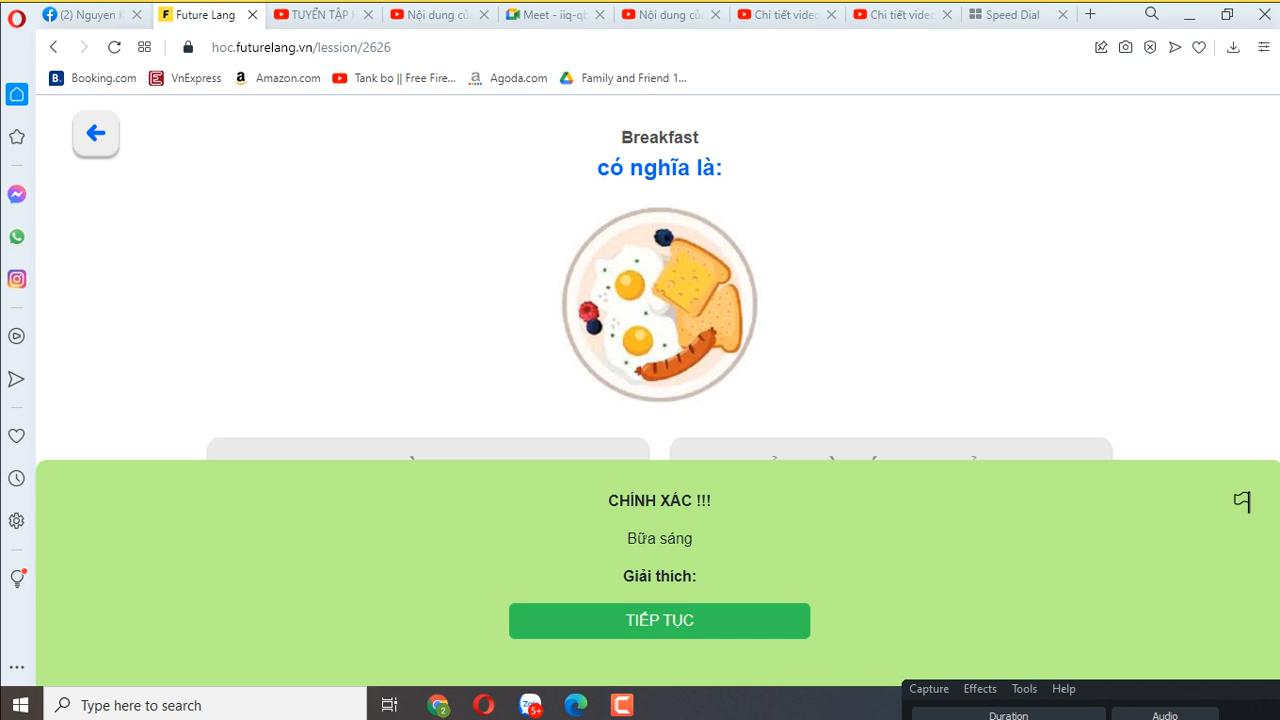 (2) Nguyen K
Future Lang
TUYỂN TẬP
Nội dung củ
Meet - iiq-qb
Nội dung củ
Chi tiết video
Chi tiết video
Speed Dial
hoc.futurelang.vn/lession/2626
Booking.com
VnExpress
Amazon.com
Tank bo || Free Fire...
Agoda.com
Family and Friend 1...
Breakfast
có nghĩa là:
CHÍNH XÁC !!!
Bữa sáng
Giải thích:
TIẾP TỤC
Type here to search
Capture Effects Tools Help
Duration
Audio